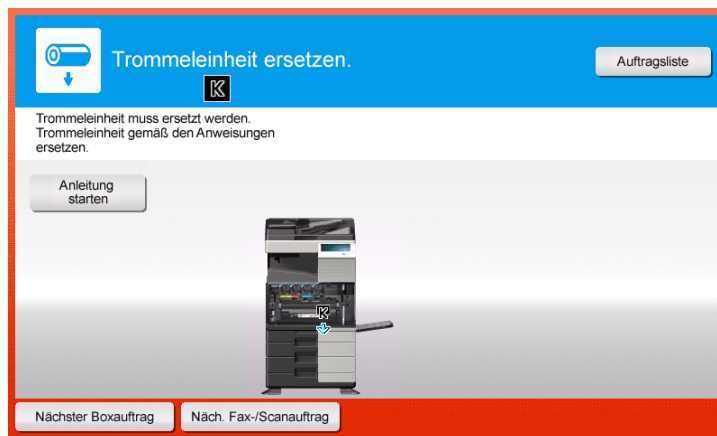 Trommeleinheit ersetzen.
Auftragsliste
K
Trommeleinheit muss ersetzt werden.
Trommeleinheit gemäß den Anweisungen
ersetzen.
Anleitung
starten
K
Nächster Boxauftrag
Näch. Fax-/Scanauftrag